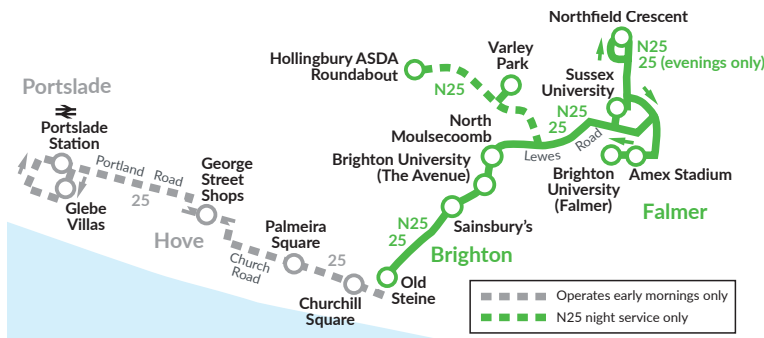 Northfield Crescent
N25
25 (evenings only)
Hollingbury ASDA
Roundabout
Varley
Park
Sussex
University
N25
N25
25
Portslade
Portslade
Station
North
Moulsecoomb
Lewes Road
Portland Road
25
George
Street
Shops
Brighton University
(The Avenue)
Brighton
University
(Falmer)
Amex Stadium
Glebe
Villas
Falmer
Hove
Palmeira
Square
N25
25
Sainsbury's
Brighton
Church
Road
25
Old
Steine
Churchill
Square
Operates early mornings only
N25 night service only